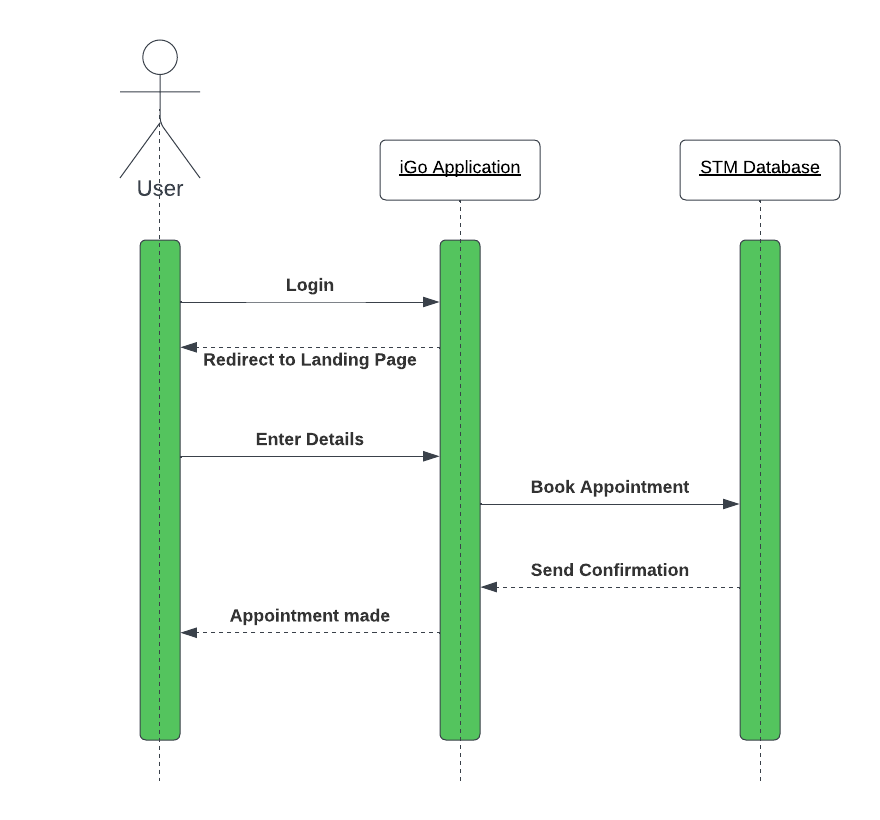 User
iGo Application
STM Database
Login
Redirect to Landing Page
Enter Details
Book Appointment
Send Confirmation
Appointment made